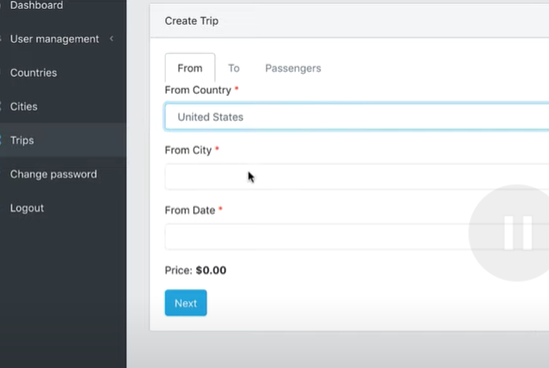 Dashboard
User management
Countries
Cities
Trips
Change password
Logout
Create Trip
From To Passengers
From Country *
United States
From City *
From Date *
Price: $0.00
Next